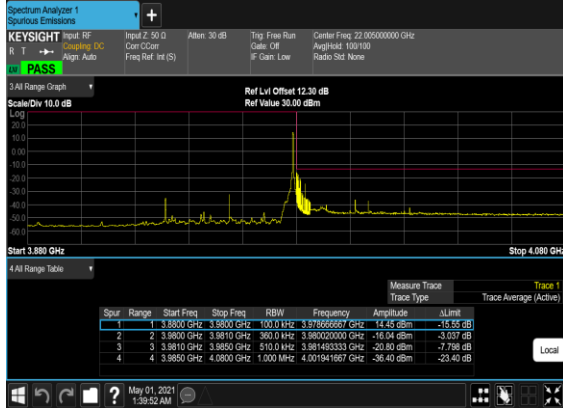 Spectrum Analyzer 1
Spurious Emissions
+
KEYSIGHT
R T
PASS
Input: RF
Coupling: DC
Align: Auto
Input Z: 50 Ω
Corr CCorr
Freq Ref: Int (S)
Atten: 30 dB
Trig: Free Run
Gate: Off
IF Gain: Low
Center Freq: 22.005000000 GHz
Avg|Hold: 100/100
Radio Std: None
3 All Range Graph
Ref Lvl Offset 12.30 dB
Scale/Div 10.0 dB
Ref Value 30.00 dBm
Log
20.0
10.0
0.00
-10.0
-20.0
-30.0
-40.0
-50.0
-60.0
Start 3.880 GHz
Stop 4.080 GHz
4 All Range Table
Measure Trace Trace 1
Trace Type Trace Average (Active)
Spur Range Start Freq Stop Freq RBW Frequency Amplitude ΔLimit
1 1 3.8800 GHz 3.9800 GHz 100.0 kHz 3.978666667 GHz 14.45 dBm -15.55 dB
2 2 3.9800 GHz 3.9810 GHz 360.0 kHz 3.980020000 GHz -16.04 dBm -3.037 dB
3 3 3.9810 GHz 3.9850 GHz 510.0 kHz 3.981493333 GHz -20.80 dBm -7.798 dB
4 4 3.9850 GHz 4.0800 GHz 1.000 MHz 4.001941667 GHz -36.40 dBm -23.40 dB
Local
?
May 01, 2021
1:39:52 AM